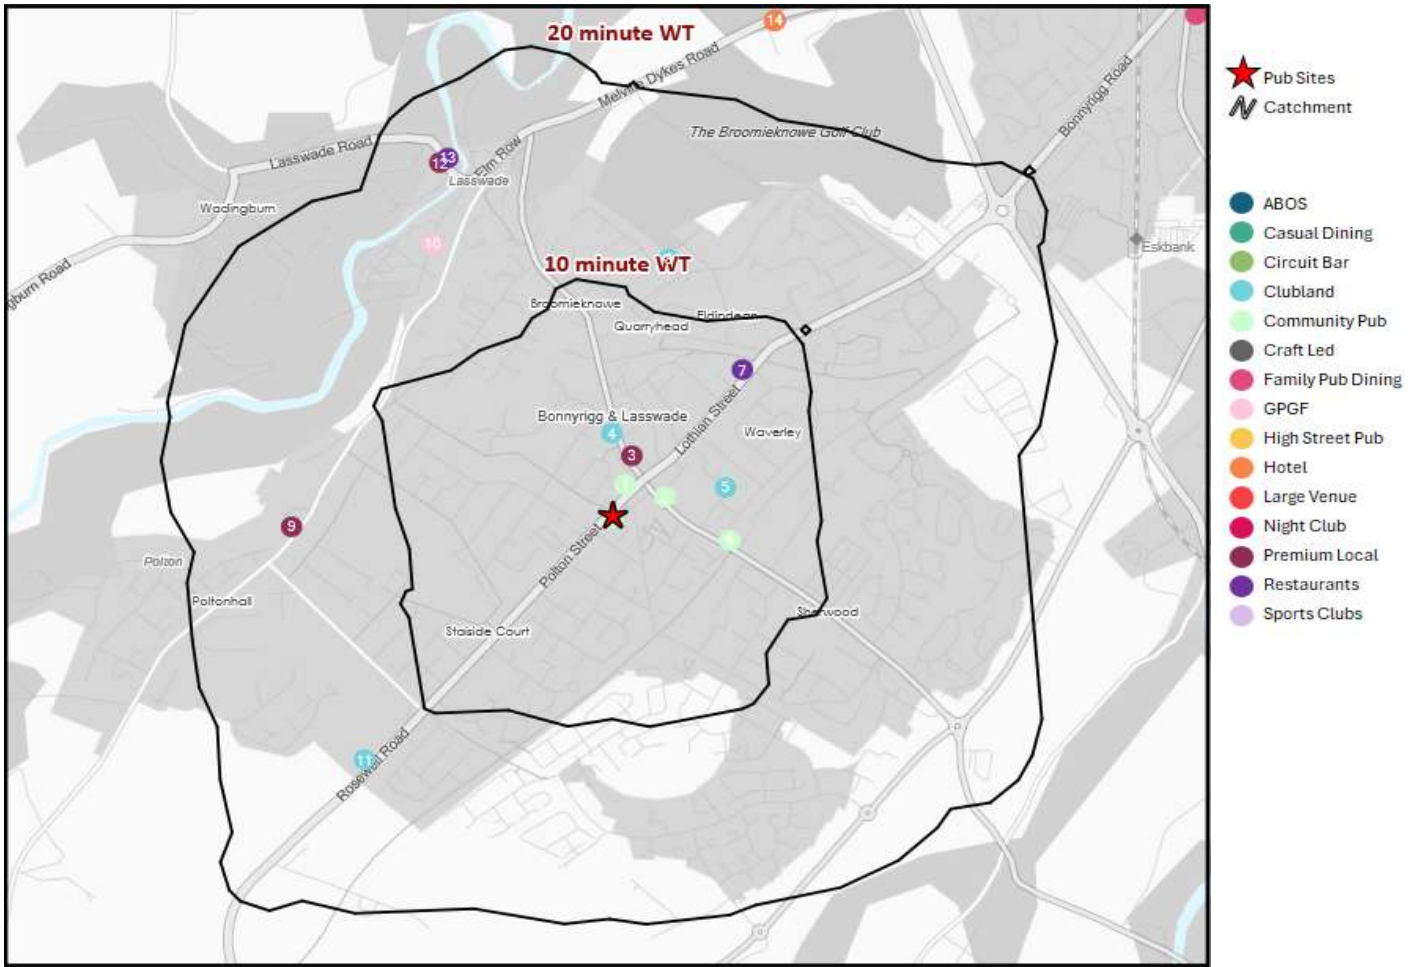 20 minute WT
14
Melville Dykes Road
Bonnyrigg Road
The Broomieknowe Golf Club
Lasswade Road
Elm Row
13
12
Lasswade
Wadingburn
10
Eskbank
gburn Road
10 minute WT
Broomieknowe
Quarryhead
Eldindean
7
Bonnyrigg & Lasswade
4
Lothian Street
Waverley
3
5
9
Polton Street
Polton
Poltonhall
Sherwood
Staiside Court
11
Rosewell Road
Pub Sites
Catchment
ABOS
Casual Dining
Circuit Bar
Clubland
Community Pub
Craft Led
Family Pub Dining
GPGF
High Street Pub
Hotel
Large Venue
Night Club
Premium Local
Restaurants
Sports Clubs